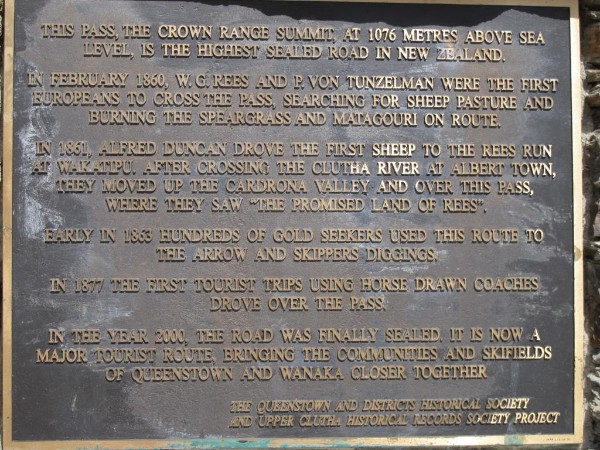 THIS PASS, THE CROWN RANGE SUMMIT, AT 1076 METRES ABOVE SEA
LEVEL, IS THE HIGHEST SEALED ROAD IN NEW ZEALAND.
IN FEBRUARY 1860, W.G. REES AND P. VON TUNZELMAN WERE THE FIRST
EUROPEANS TO CROSS THE PASS, SEARCHING FOR SHEEP PASTURE AND
BURNING THE SPEARGRASS AND MATAGOURI ON ROUTE.
IN 1861, ALFRED DUNCAN DROVE THE FIRST SHEEP TO THE REES RUN
AT WAKATIPU. AFTER CROSSING THE CLUTHA RIVER AT ALBERT TOWN,
THEY MOVED UP THE CARDRONA VALLEY AND OVER THIS PASS,
WHERE THEY SAW "THE PROMISED LAND OF REES".
EARLY IN 1863 HUNDREDS OF GOLD SEEKERS USED THIS ROUTE TO
THE ARROW AND SKIPPERS DIGGINGS.
IN 1877 THE FIRST TOURIST TRIPS USING HORSE DRAWN COACHES
DROVE OVER THE PASS.
IN THE YEAR 2000, THE ROAD WAS FINALLY SEALED. IT IS NOW A
MAJOR TOURIST ROUTE, BRINGING THE COMMUNITIES AND SKIFIELDS
OF QUEENSTOWN AND WANAKA CLOSER TOGETHER
THE QUEENSTOWN AND DISTRICTS HISTORICAL SOCIETY
AND UPPER CLUTHA HISTORICAL RECORDS SOCIETY PROJECT